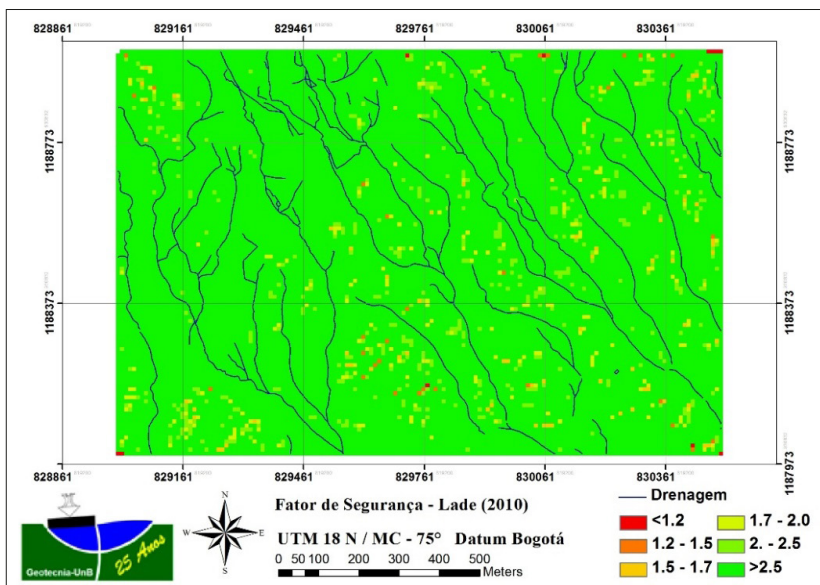 828861 829161 829461 829761 830061 830361
1188773 1188773
1188373 1188373
1187973
828861 829161 829461 829761 830061 830361
Fator de Segurança - Lade (2010)
UTM 18 N / MC - 75° Datum Bogotá
0 50 100 200 300 400 500
Meters
N
W E
S
Geotecnia-UnB
25 Anos
Drenagem
<1.2 1.7 - 2.0
1.2 - 1.5 2. - 2.5
1.5 - 1.7 >2.5